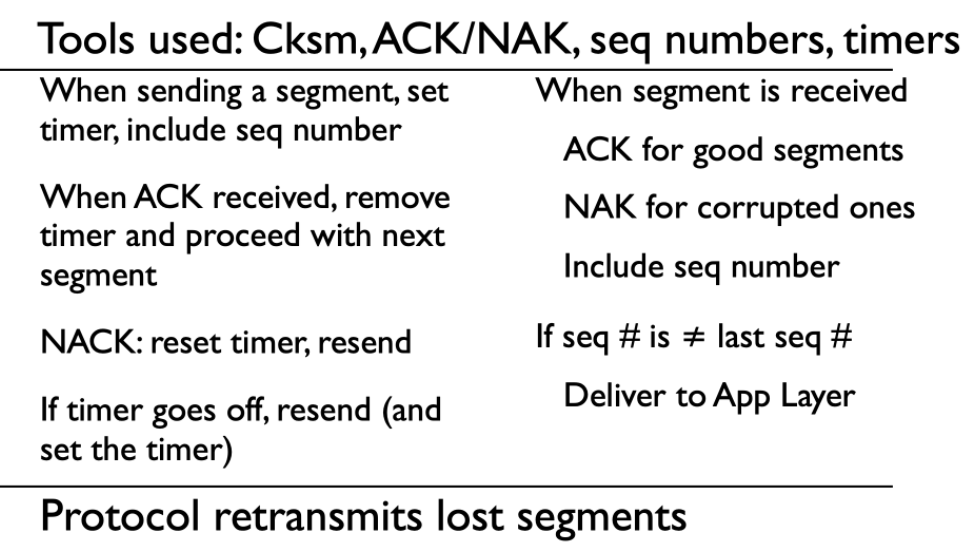 Tools used: Cksm, ACK/NAK, seq numbers, timers
When sending a segment, set
timer, include seq number
When ACK received, remove
timer and proceed with next
segment
NACK: reset timer, resend
If timer goes off, resend (and
set the timer)
When segment is received
ACK for good segments
NAK for corrupted ones
Include seq number
If seq # is ≠ last seq #
Deliver to App Layer
Protocol retransmits lost segments